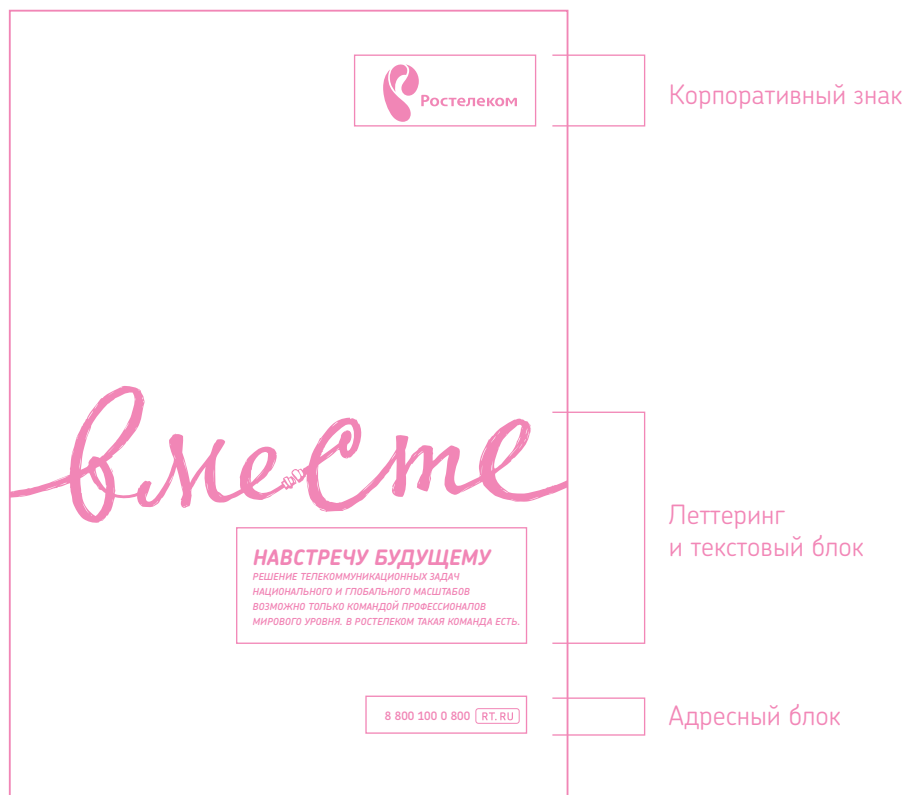 Ростелеком
Корпоративный знак
вместе
Леттеринг
и текстовый блок
НАВСТРЕЧУ БУДУЩЕМУ
РЕШЕНИЕ ТЕЛЕКОММУНИКАЦИОННЫХ ЗАДАЧ
НАЦИОНАЛЬНОГО И ГЛОБАЛЬНОГО МАСШТАБОВ
ВОЗМОЖНО ТОЛЬКО КОМАНДОЙ ПРОФЕССИОНАЛОВ
МИРОВОГО УРОВНЯ. В РОСТЕЛЕКОМ ТАКАЯ КОМАНДА ЕСТЬ.
8 800 100 0 800 RT.RU
Адресный блок